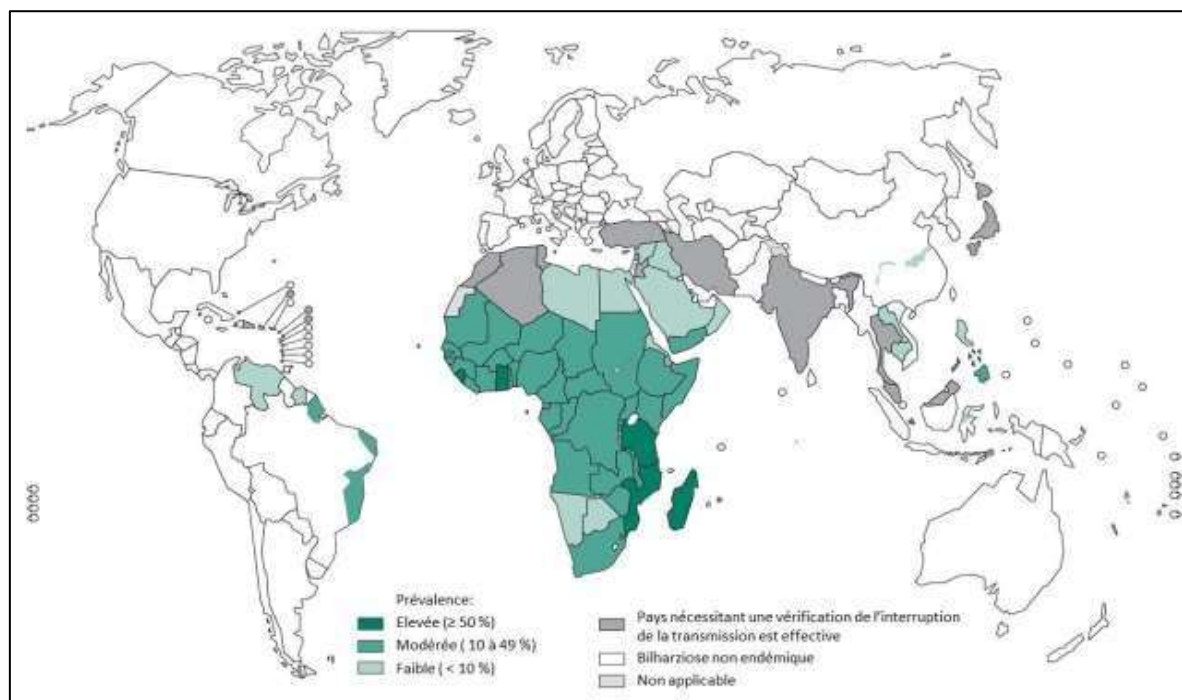 Prévalence:
Elevée (≥ 50 %)
Modérée ( 10 à 49 %)
Faible ( < 10 %)
Pays nécessitant une vérification de l'interruption
de la transmission est effective
Bilharziose non endémique
Non applicable